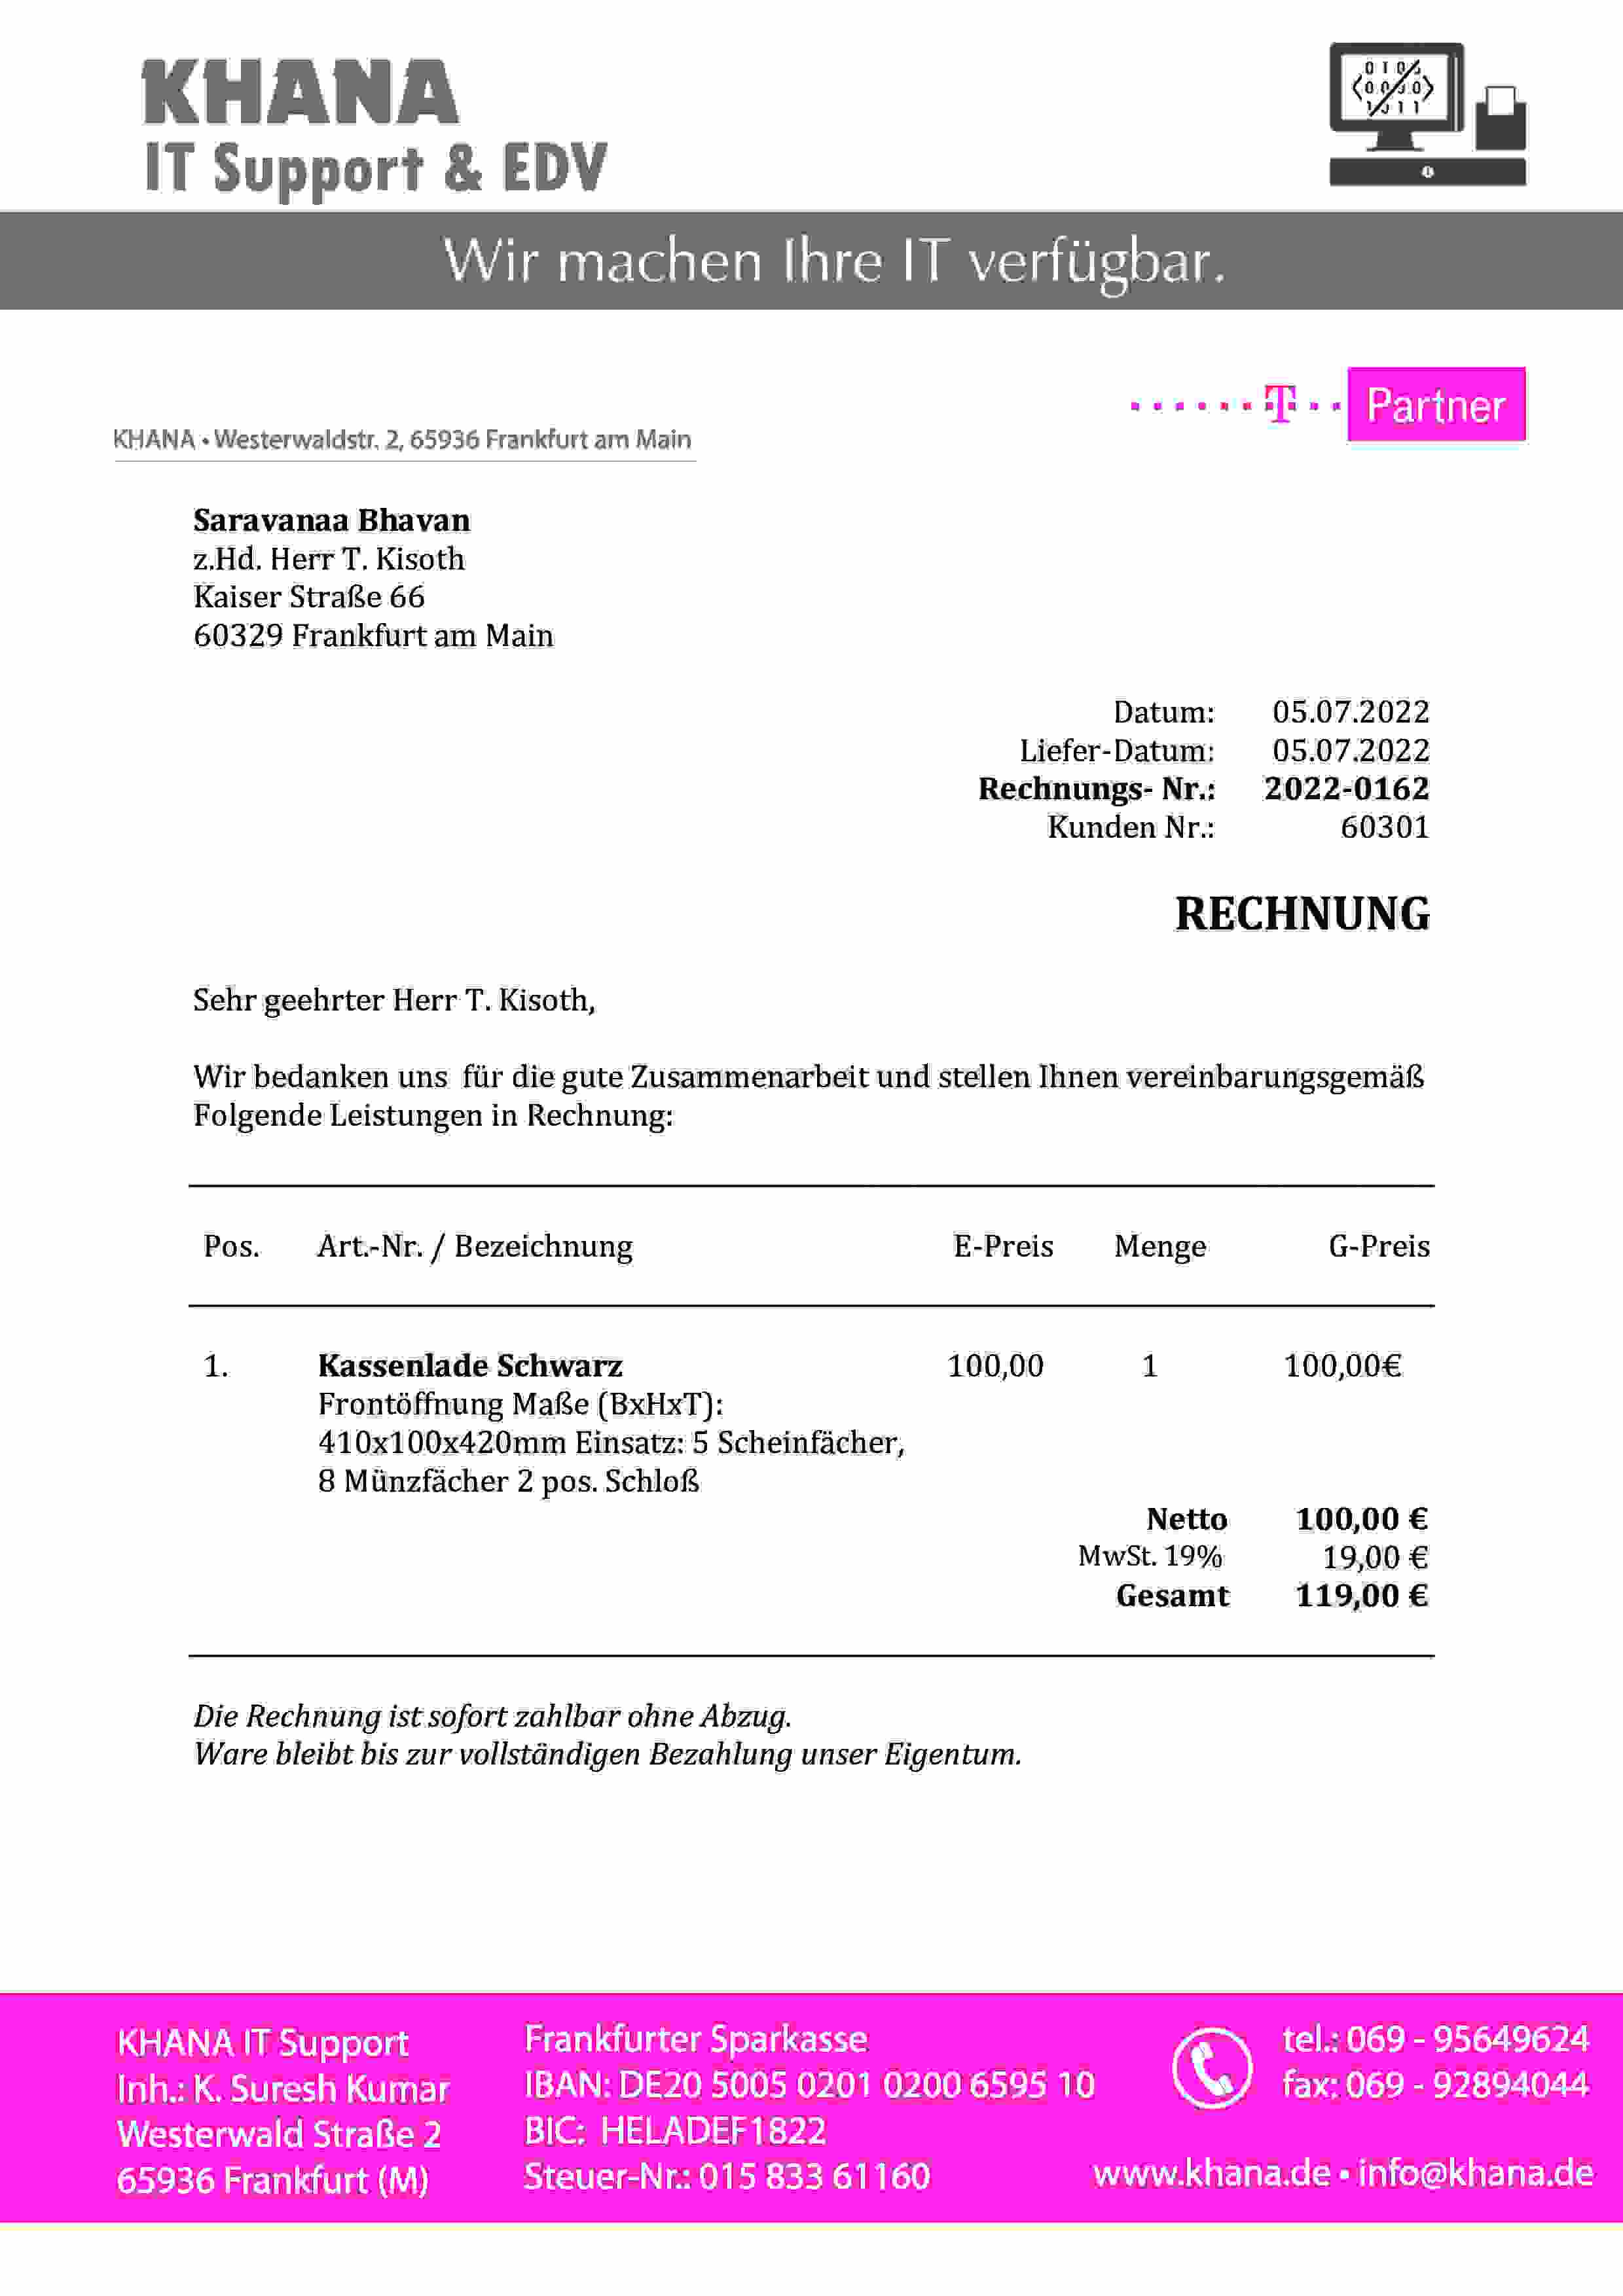 KHANA
IT Support & EDV
Wir machen Ihre IT verfügbar.
T Partner
KHANA • Westerwaldstr. 2, 65936 Frankfurt am Main
Saravanaa Bhavan
z.Hd. Herr T. Kisoth
Kaiser Straße 66
60329 Frankfurt am Main
Datum: 05.07.2022
Liefer-Datum: 05.07.2022
Rechnungs- Nr.: 2022-0162
Kunden Nr.: 60301
RECHNUNG
Sehr geehrter Herr T. Kisoth,
Wir bedanken uns für die gute Zusammenarbeit und stellen Ihnen vereinbarungsgemäß
Folgende Leistungen in Rechnung:
Pos. Art.-Nr. / Bezeichnung E-Preis Menge G-Preis
1. Kassenlade Schwarz 100,00 1 100,00€
Frontöffnung Maße (BxHxT):
410x100x420mm Einsatz: 5 Scheinfächer,
8 Münzfächer 2 pos. Schloß
Netto 100,00 €
MwSt. 19% 19,00 €
Gesamt 119,00 €
Die Rechnung ist sofort zahlbar ohne Abzug.
Ware bleibt bis zur vollständigen Bezahlung unser Eigentum.
KHANA IT Support
Inh.: K. Suresh Kumar
Westerwald Straße 2
65936 Frankfurt (M)
Frankfurter Sparkasse
IBAN: DE20 5005 0201 0200 6595 10
BIC: HELADEF1822
Steuer-Nr.: 015 833 61160
tel.: 069 - 95649624
fax: 069 - 92894044
www.khana.de • info@khana.de